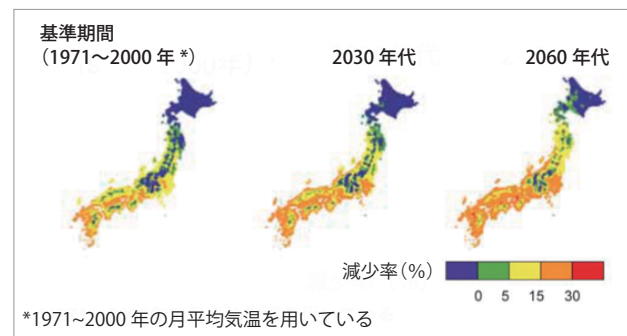 基準期間
（1971～2000 年 *）
2030 年代
2060 年代
減少率（%）
0 5 15 30
*1971~2000 年の月平均気温を用いている